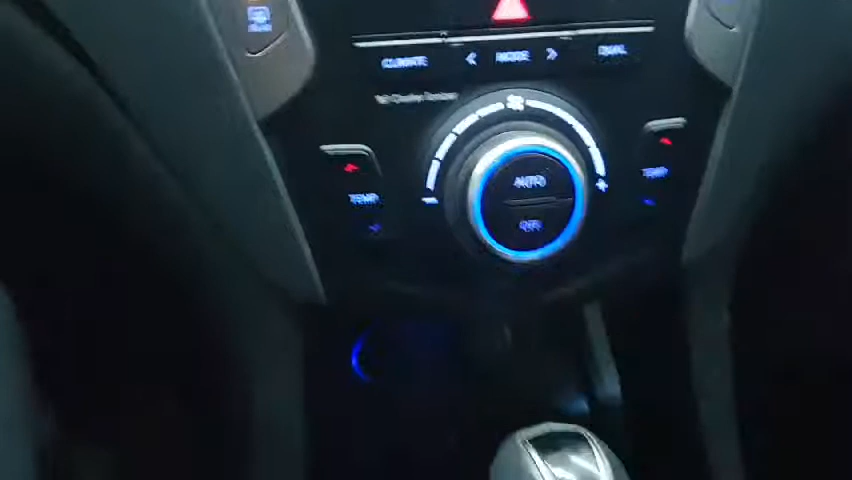 CLIMATE < MODE > DUAL
AUTO
TEMP
TEMP
OFF